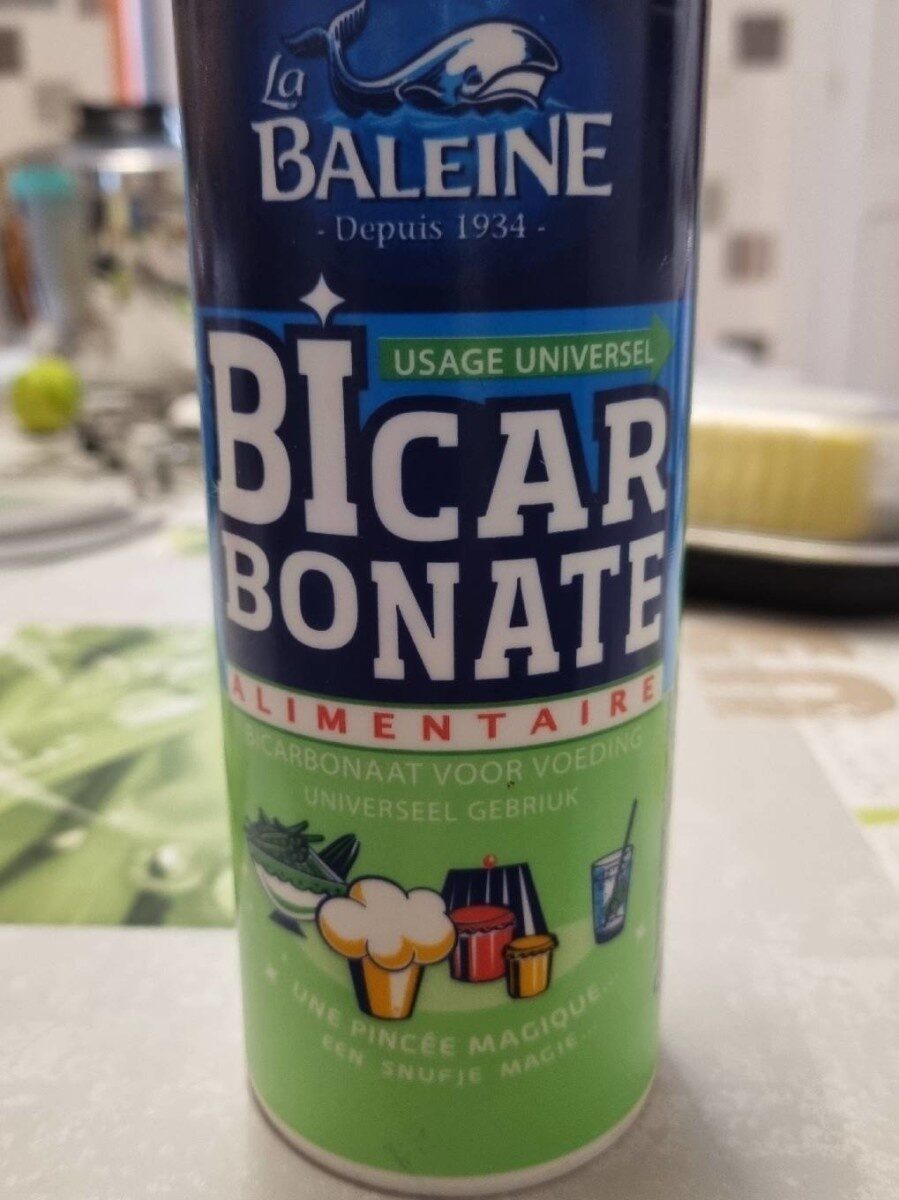 La
BALEINE
- Depuis 1934 -
USAGE UNIVERSEL
BICAR
BONATE
ALIMENTAIRE
BICARBONAAT VOOR VOEDING
UNIVERSEEL GEBRIUK
UNE PINCÉE MAGIQUE...
EEN SNUFJE MAGIE...